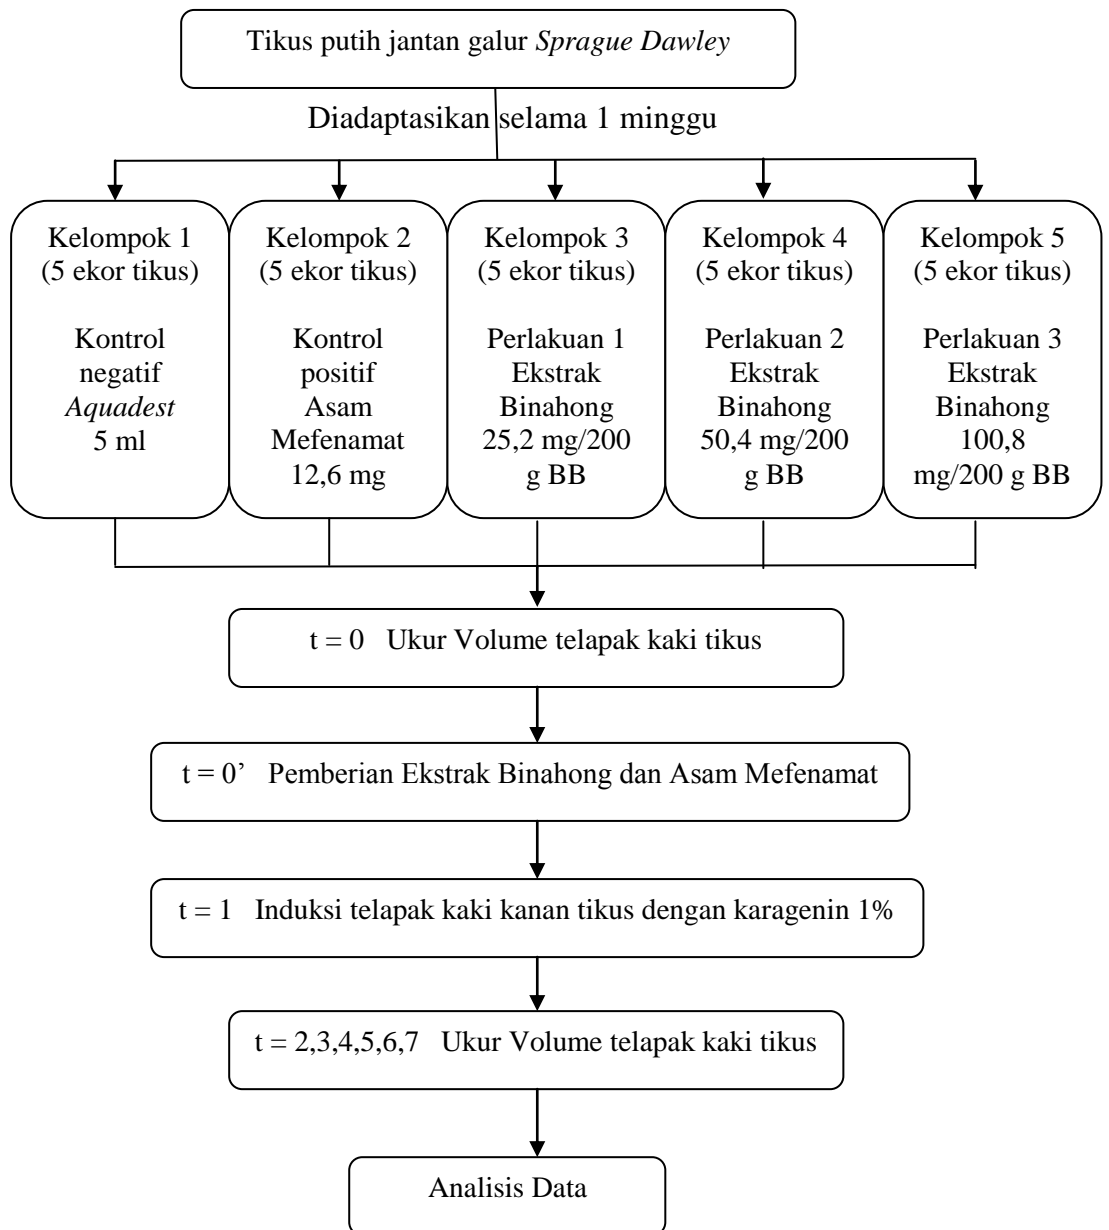 Tikus putih jantan galur Sprague Dawley
Diadaptasikan selama 1 minggu
Kelompok 1
(5 ekor tikus)
Kontrol
negatif
Aquadest
5 ml
Kelompok 2
(5 ekor tikus)
Kontrol
positif
Asam
Mefenamat
12,6 mg
Kelompok 3
(5 ekor tikus)
Perlakuan 1
Ekstrak
Binahong
25,2 mg/200
g BB
Kelompok 4
(5 ekor tikus)
Perlakuan 2
Ekstrak
Binahong
50,4 mg/200
g BB
Kelompok 5
(5 ekor tikus)
Perlakuan 3
Ekstrak
Binahong
100,8
mg/200 g BB
t = 0 Ukur Volume telapak kaki tikus
t = 0’ Pemberian Ekstrak Binahong dan Asam Mefenamat
t = 1 Induksi telapak kaki kanan tikus dengan karagenin 1%
t = 2,3,4,5,6,7 Ukur Volume telapak kaki tikus
Analisis Data